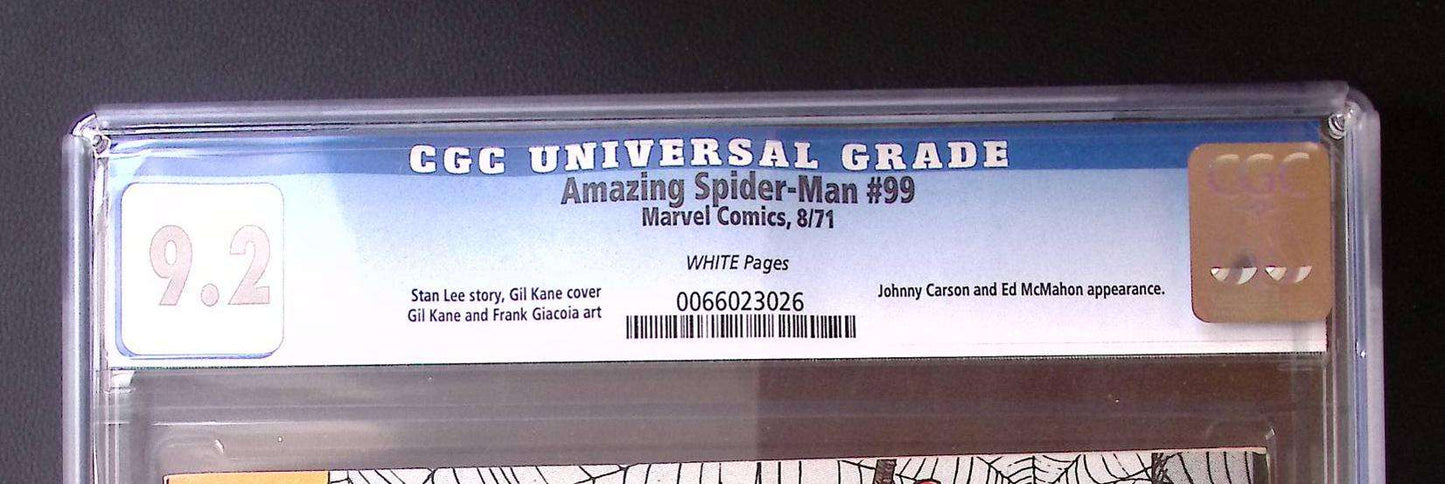 CGC UNIVERSAL GRADE
9.2
Amazing Spider-Man #99
Marvel Comics, 8/71
WHITE Pages
Stan Lee story, Gil Kane cover
Gil Kane and Frank Giacoia art
0066023026
Johnny Carson and Ed McMahon appearance.
CGC